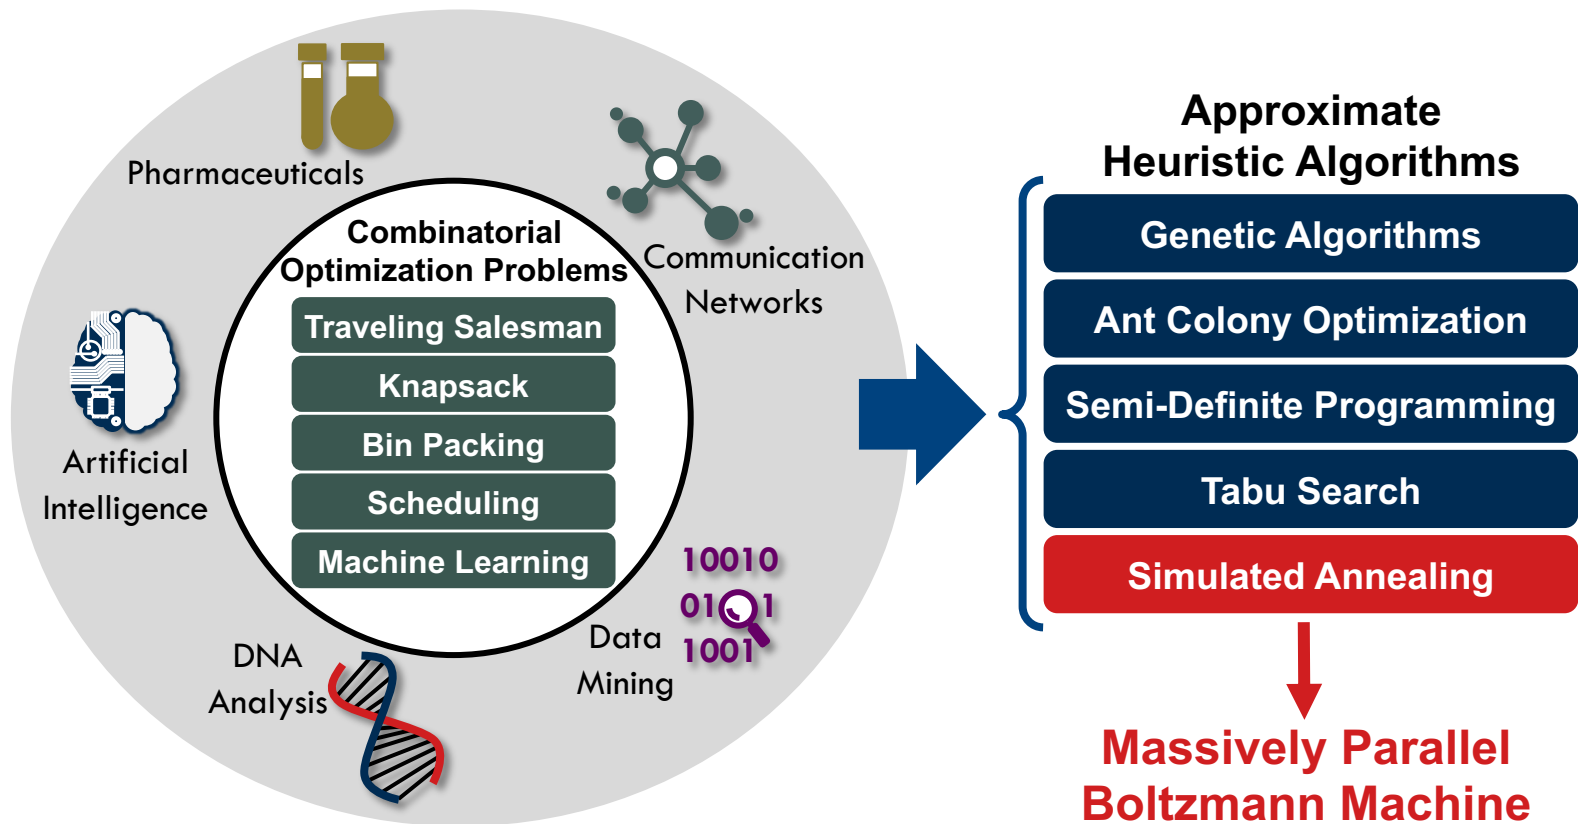 Pharmaceuticals
Communication
Networks
Artificial
Intelligence
DNA
Analysis
Data
Mining
10010
01 1
1001
Combinatorial
Optimization Problems
Traveling Salesman
Knapsack
Bin Packing
Scheduling
Machine Learning
Approximate
Heuristic Algorithms
Genetic Algorithms
Ant Colony Optimization
Semi-Definite Programming
Tabu Search
Simulated Annealing
Massively Parallel
Boltzmann Machine